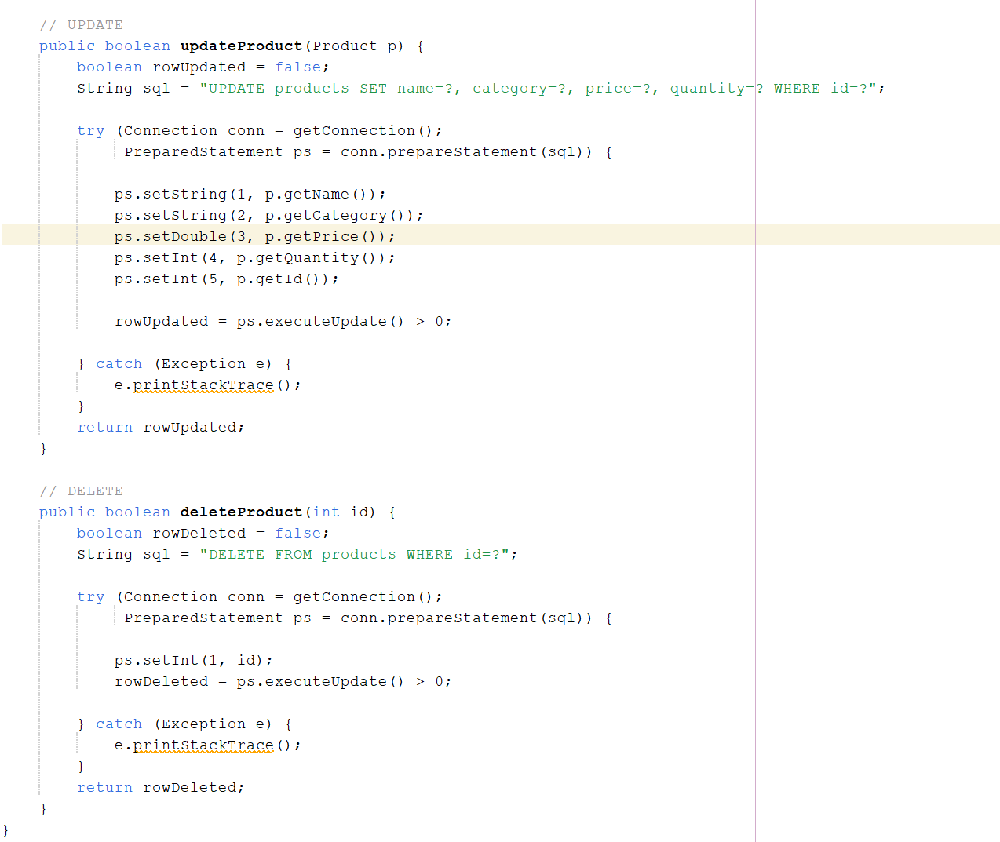 // UPDATE
public boolean updateProduct(Product p) {
boolean rowUpdated = false;
String sql = "UPDATE products SET name=?, category=?, price=?, quantity=? WHERE id=?";
try (Connection conn = getConnection();
PreparedStatement ps = conn.prepareStatement(sql)) {
ps.setString(1, p.getName());
ps.setString(2, p.getCategory());
ps.setDouble(3, p.getPrice());
ps.setInt(4, p.getQuantity());
ps.setInt(5, p.getId());
rowUpdated = ps.executeUpdate() > 0;
} catch (Exception e) {
e.printStackTrace();
}
return rowUpdated;
}
// DELETE
public boolean deleteProduct(int id) {
boolean rowDeleted = false;
String sql = "DELETE FROM products WHERE id=?";
try (Connection conn = getConnection();
PreparedStatement ps = conn.prepareStatement(sql)) {
ps.setInt(1, id);
rowDeleted = ps.executeUpdate() > 0;
} catch (Exception e) {
e.printStackTrace();
}
return rowDeleted;
}
}